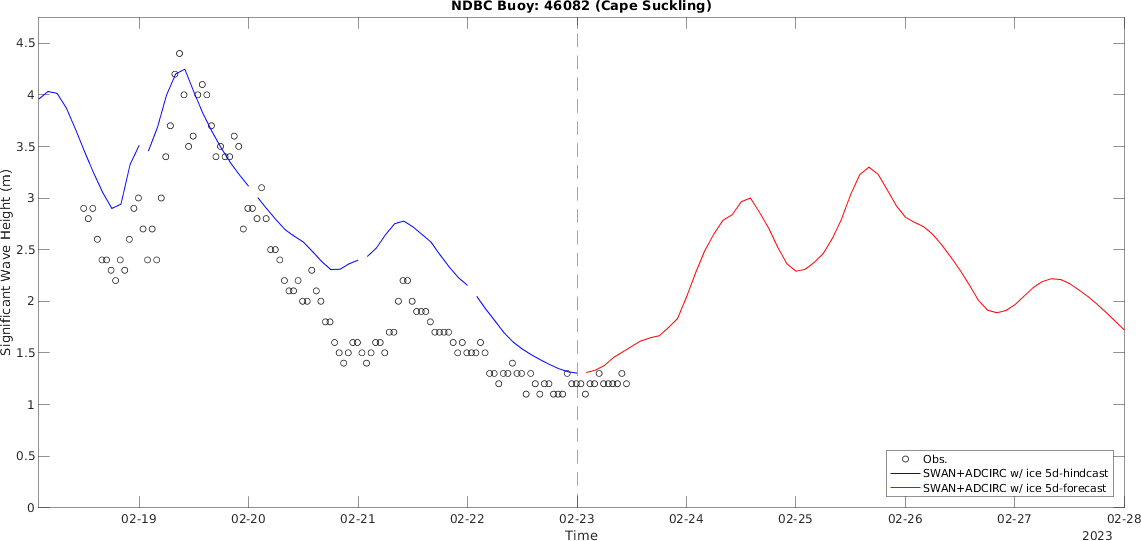 NDBC Buoy: 46082 (Cape Suckling)
4.5
4
3.5
3
2.5
2
1.5
1
0.5
0
Significant Wave Height (m)
Obs.
SWAN+ADCIRC w/ ice 5d-hindcast
SWAN+ADCIRC w/ ice 5d-forecast
02-19 02-20 02-21 02-22 02-23 02-24 02-25 02-26 02-27 02-28
Time
2023